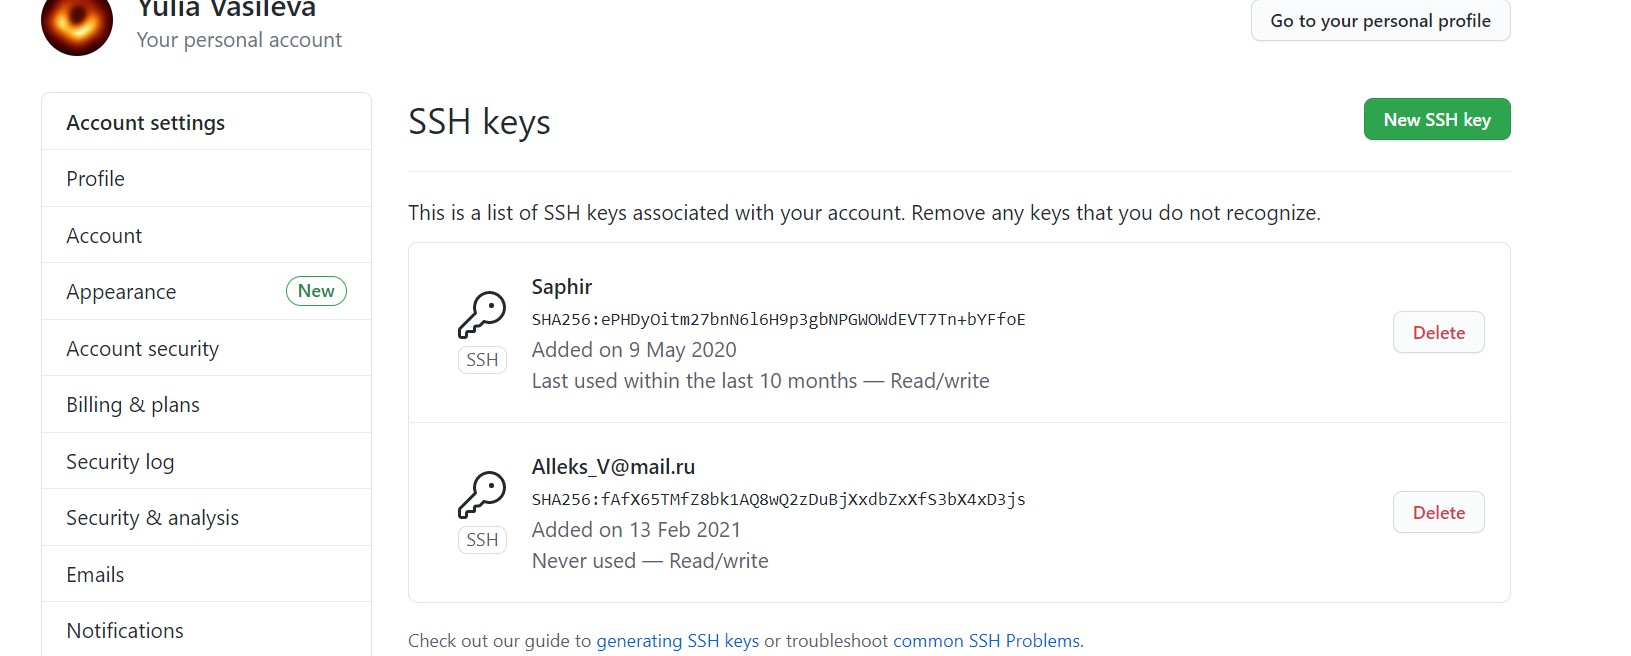 Yulia Vasileva
Your personal account
Go to your personal profile
Account settings
Profile
Account
Appearance New
Account security
Billing & plans
Security log
Security & analysis
Emails
Notifications
SSH keys
New SSH key
This is a list of SSH keys associated with your account. Remove any keys that you do not recognize.
Saphir
SHA256:ePHDyOitm27bnN6l6H9p3gbNPGWOWdEVT7Tn+bYFfoE
Added on 9 May 2020
Last used within the last 10 months — Read/write
SSH
Delete
Alleks_V@mail.ru
SHA256:fAfX65TMfZ8bk1AQ8wQ2zDuBjXxdbZxXfS3bX4xD3js
Added on 13 Feb 2021
Never used — Read/write
SSH
Delete
Check out our guide to generating SSH keys or troubleshoot common SSH Problems.